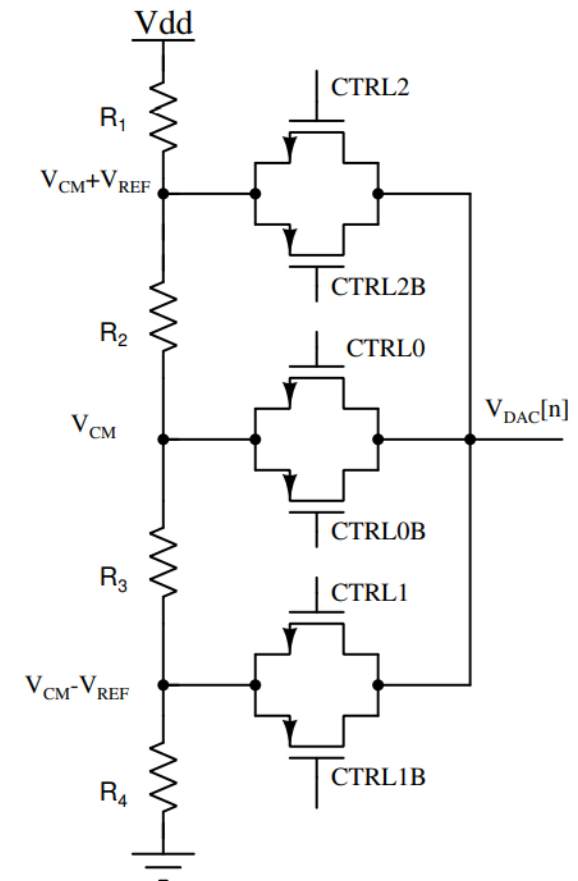 Vdd
CTRL2
R1
VCM+VREF
CTRL2B
R2
CTRL0
VCM
VDAC[n]
CTRL0B
R3
CTRL1
VCM-VREF
CTRL1B
R4